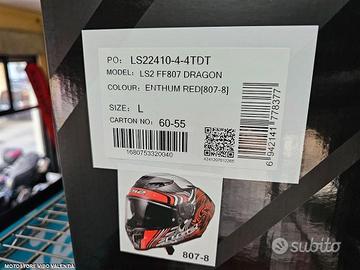 PO: LS22410-4-4TDT
MODEL: LS2 FF807 DRAGON
COLOUR: ENTHUM RED[807-8]
SIZE: L
CARTON NO: 60-55
1680753320040
6942141778377
807-8
subito
MOTOSTORE VIBO VALENTIA